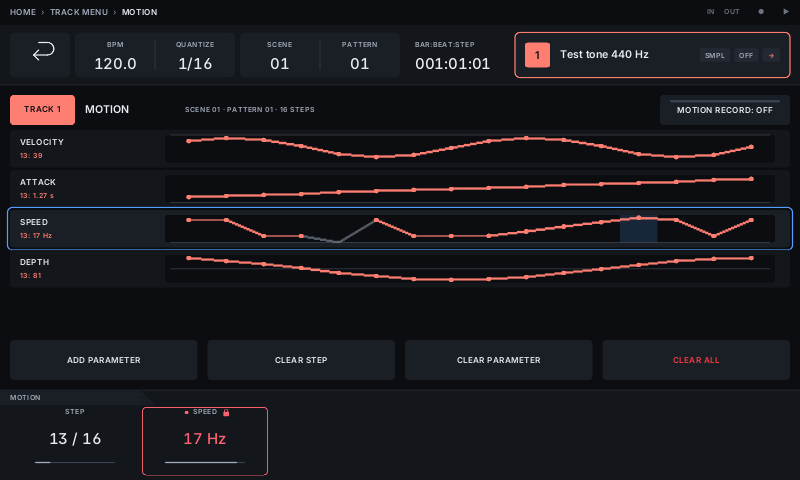 HOME › TRACK MENU › MOTION
IN OUT
BPM
120.0
QUANTIZE
1/16
SCENE
01
PATTERN
01
BAR:BEAT:STEP
001:01:01
1 Test tone 440 Hz SMPL OFF →
TRACK 1 MOTION SCENE 01 · PATTERN 01 · 16 STEPS MOTION RECORD: OFF
VELOCITY
13: 39
ATTACK
13: 1.27 s
SPEED
13: 17 Hz
DEPTH
13: 81
ADD PARAMETER CLEAR STEP CLEAR PARAMETER CLEAR ALL
MOTION
STEP
13 / 16
SPEED
17 Hz